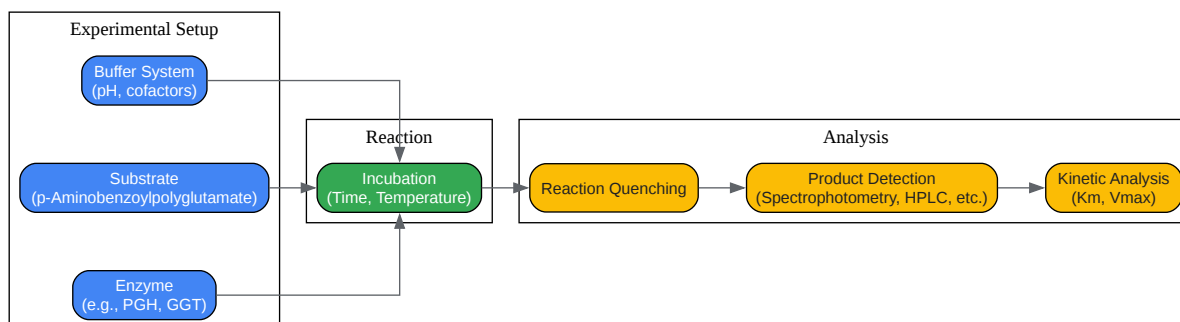 Experimental Setup
Buffer System
(pH, cofactors)
Substrate
(p-Aminobenzoylpolyglutamate)
Enzyme
(e.g., PGH, GGT)
Reaction
Incubation
(Time, Temperature)
Analysis
Reaction Quenching
Product Detection
(Spectrophotometry, HPLC, etc.)
Kinetic Analysis
(Km, Vmax)